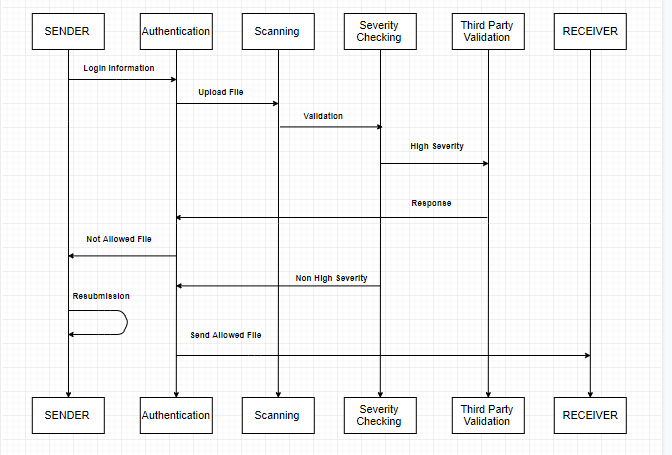 SENDER
Authentication
Scanning
Severity
Checking
Third Party
Validation
RECEIVER
Login Information
Upload File
Validation
High Severity
Response
Not Allowed File
Non High Severity
Resubmission
Send Allowed File
SENDER
Authentication
Scanning
Severity
Checking
Third Party
Validation
RECEIVER